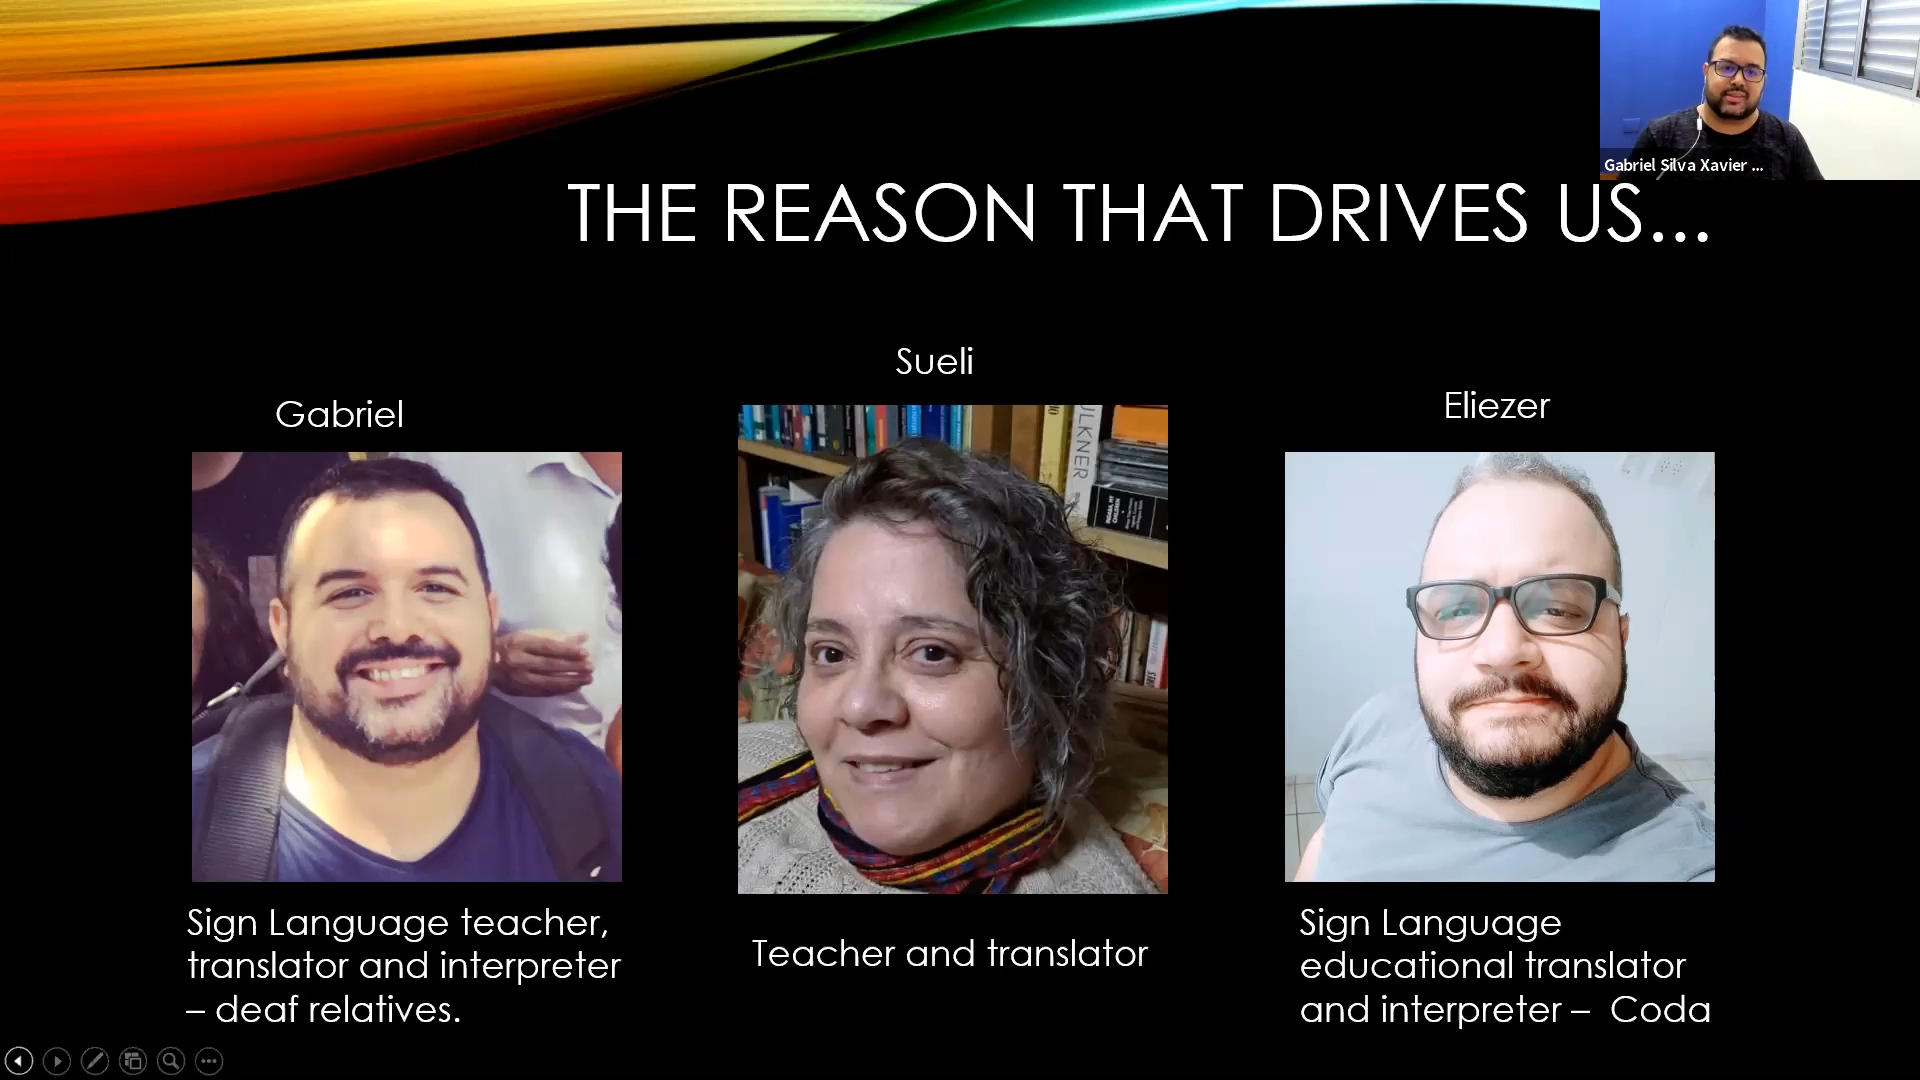 Gabriel Silva Xavier ...
THE REASON THAT DRIVES US...
Sueli
Gabriel
Eliezer
ULKNER
Sign Language teacher,
translator and interpreter
– deaf relatives.
Teacher and translator
Sign Language
educational translator
and interpreter – Coda